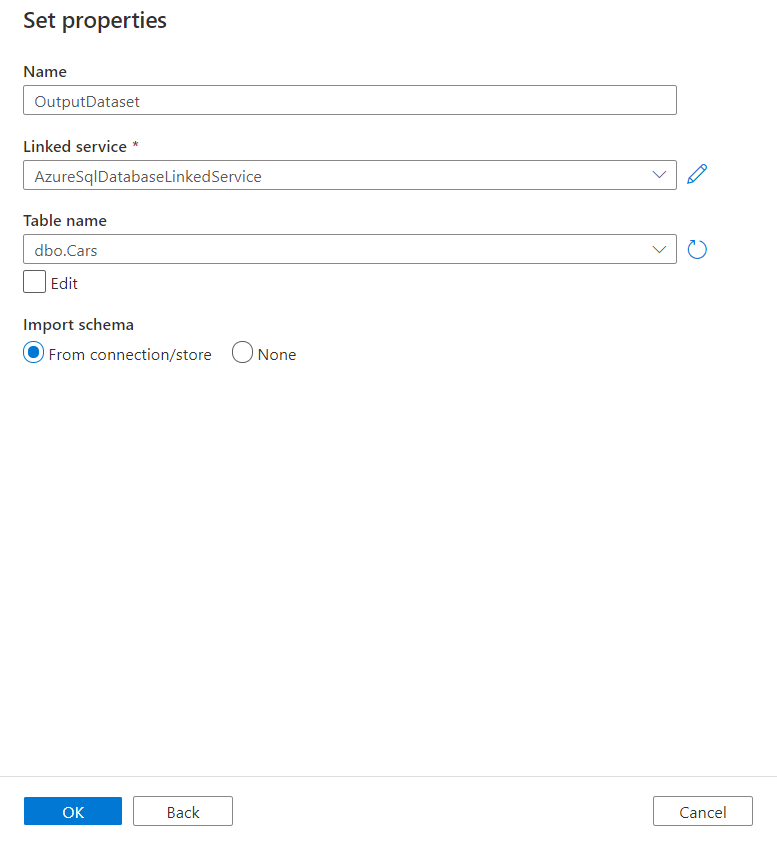 Set properties
Name
OutputDataset
Linked service *
AzureSqlDatabaseLinkedService
Table name
dbo.Cars
Edit
Import schema
From connection/store None
OK Back Cancel